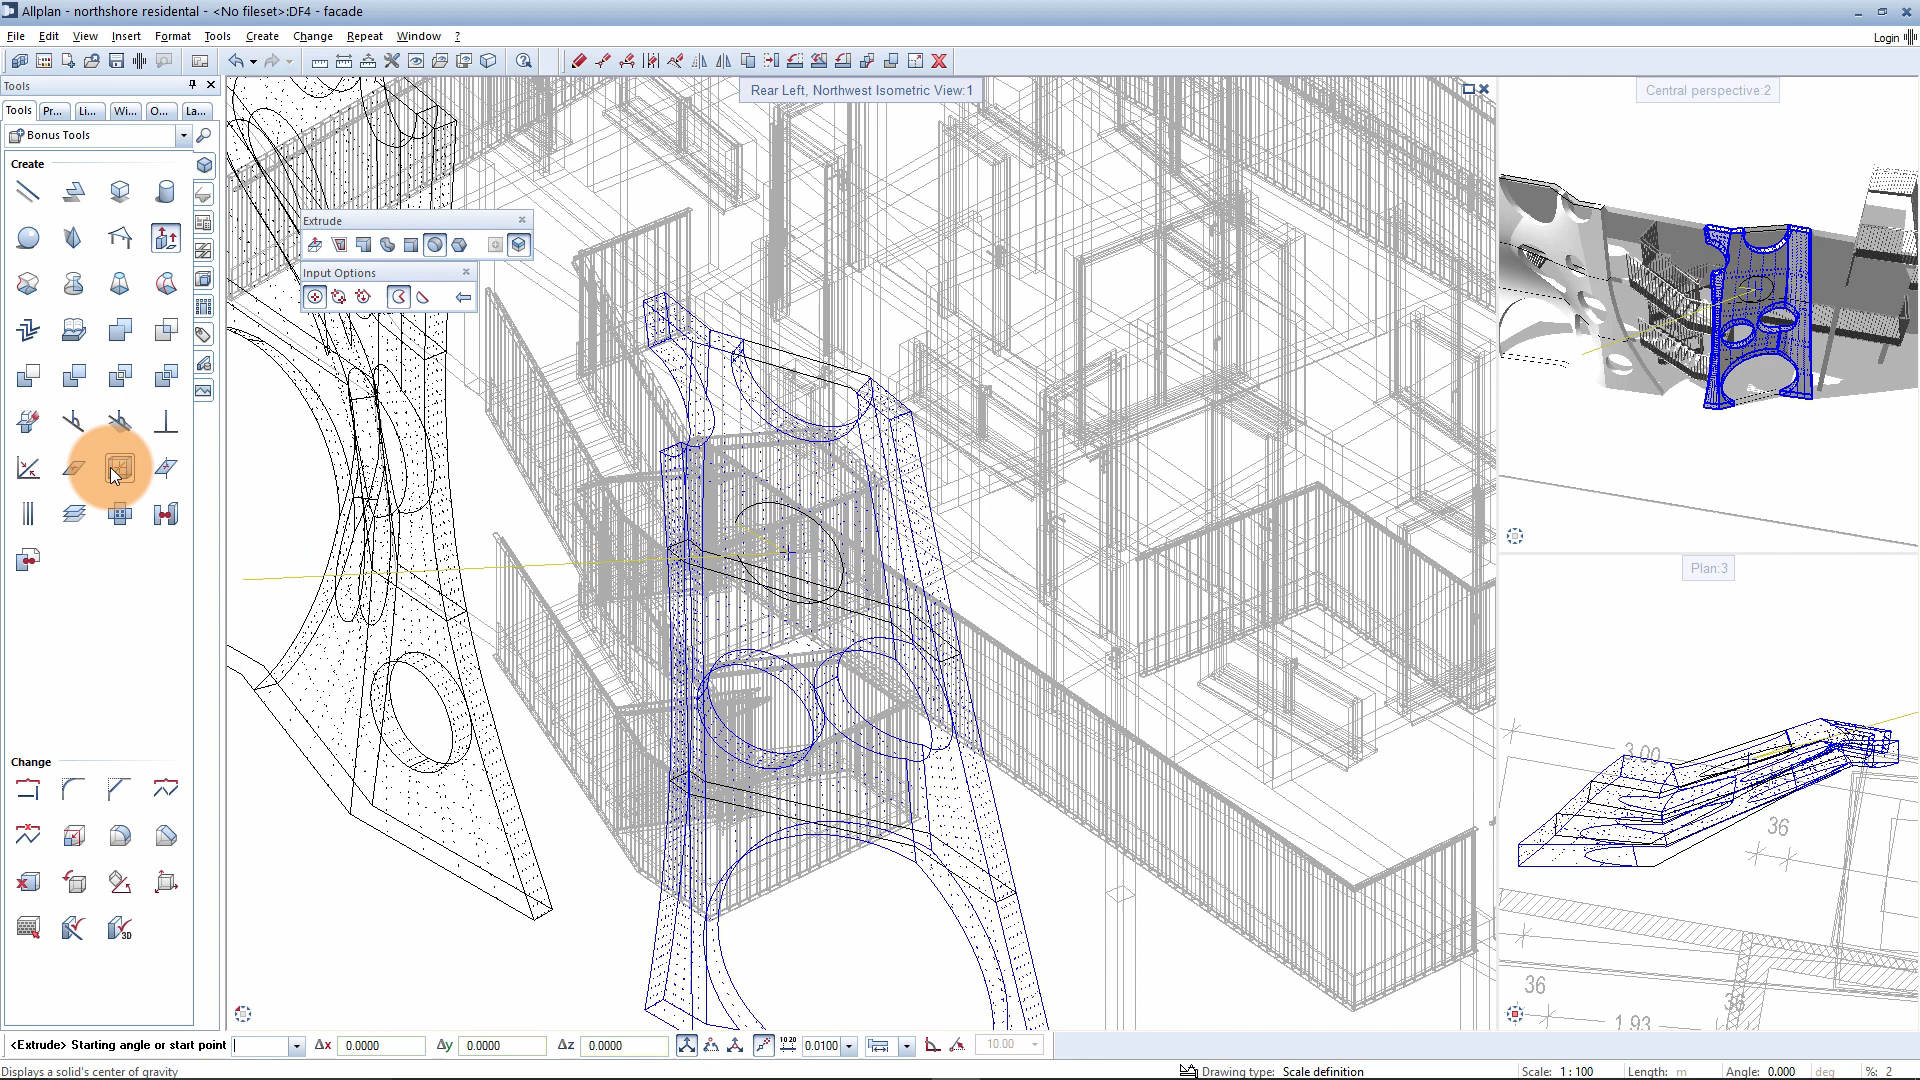 Allplan - northshore residental - <No fileset>:DF4 - facade
File Edit View Insert Format Tools Create Change Repeat Window ?
Login
Tools
Tools Pr... Li... Wi... O... La...
Bonus Tools
Create
Extrude
Input Options
Rear Left, Northwest Isometric View:1
Central perspective:2
Plan:3
3.00
36
36
1.93
Change
3D
<Extrude> Starting angle or start point
Δx 0.0000 Δy 0.0000 Δz 0.0000
1020
0.0100
10.00
Displays a solid's center of gravity
Drawing type: Scale definition
Scale: 1 : 100 Length: m Angle: 0.000 deg %: 2